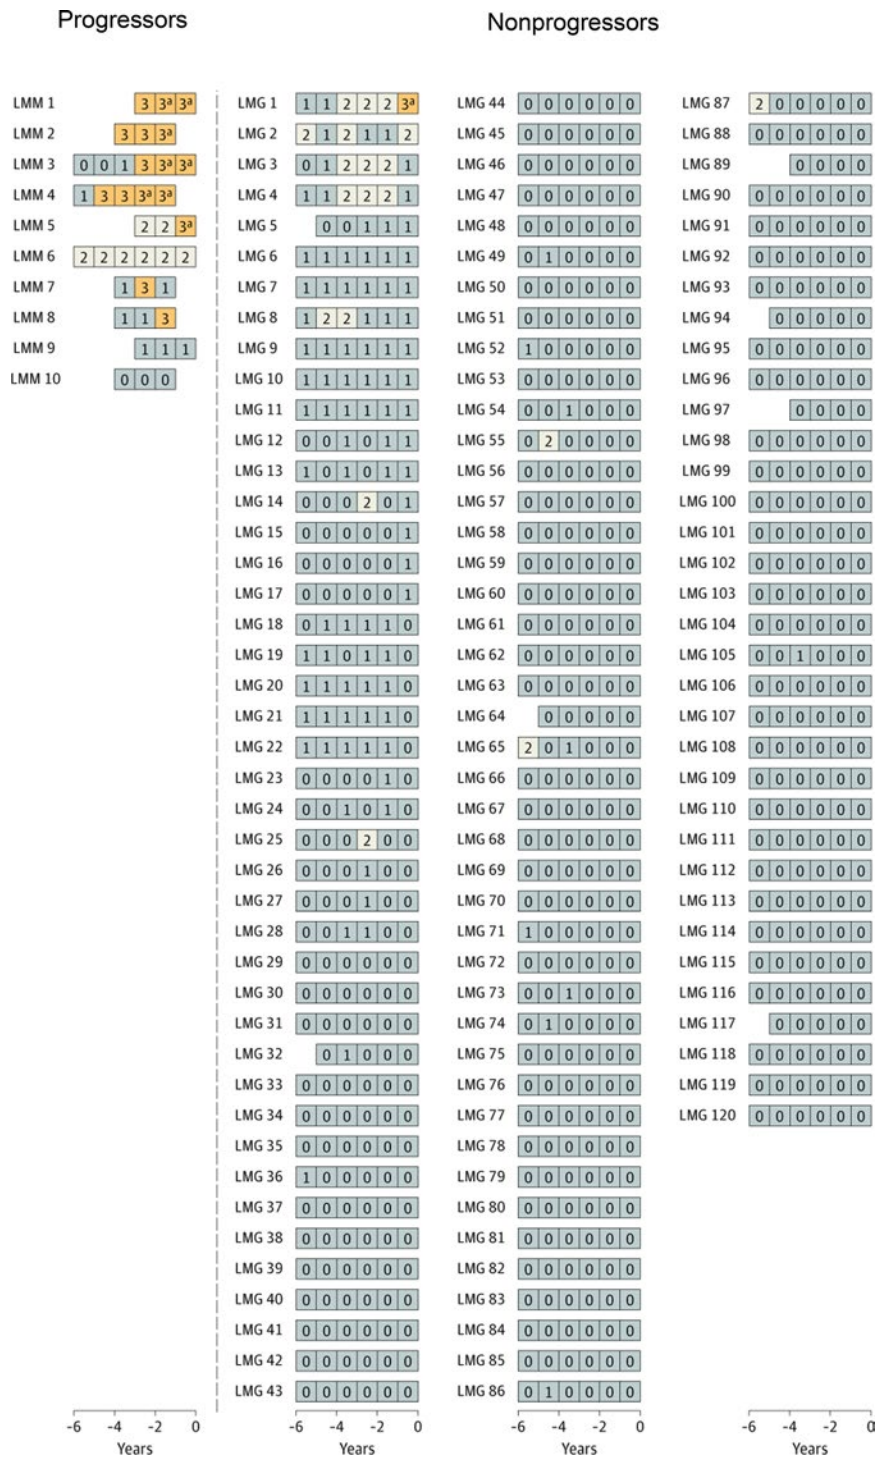 Progressors Nonprogressors
LMM 1 3 3ª 3ª LMG 1 1 1 2 2 2 3ª LMG 44 0 0 0 0 0 0 LMG 87 2 0 0 0 0 0
LMM 2 3 3 3ª LMG 2 2 1 2 1 1 2 LMG 45 0 0 0 0 0 0 LMG 88 0 0 0 0 0 0
LMM 3 0 0 1 3 3ª 3ª LMG 3 0 1 2 2 2 1 LMG 46 0 0 0 0 0 0 LMG 89 0 0 0 0
LMM 4 1 3 3 3ª 3ª LMG 4 1 1 2 2 2 1 LMG 47 0 0 0 0 0 0 LMG 90 0 0 0 0 0 0
LMM 5 2 2 3ª LMG 5 0 0 1 1 1 LMG 48 0 0 0 0 0 0 LMG 91 0 0 0 0 0 0
LMM 6 2 2 2 2 2 2 LMG 6 1 1 1 1 1 1 LMG 49 0 1 0 0 0 0 LMG 92 0 0 0 0 0 0
LMM 7 1 3 1 LMG 7 1 1 1 1 1 1 LMG 50 0 0 0 0 0 0 LMG 93 0 0 0 0 0 0
LMM 8 1 1 3 LMG 8 1 2 2 1 1 1 LMG 51 0 0 0 0 0 0 LMG 94 0 0 0 0 0
LMM 9 1 1 1 LMG 9 1 1 1 1 1 1 LMG 52 1 0 0 0 0 0 LMG 95 0 0 0 0 0 0
LMM 10 0 0 0 LMG 10 1 1 1 1 1 1 LMG 53 0 0 0 0 0 0 LMG 96 0 0 0 0 0 0
LMG 11 1 1 1 1 1 1 LMG 54 0 0 1 0 0 0 LMG 97 0 0 0 0
LMG 12 0 0 1 0 1 1 LMG 55 0 2 0 0 0 0 LMG 98 0 0 0 0 0 0
LMG 13 1 0 1 0 1 1 LMG 56 0 0 0 0 0 0 LMG 99 0 0 0 0 0 0
LMG 14 0 0 0 2 0 1 LMG 57 0 0 0 0 0 0 LMG 100 0 0 0 0 0 0
LMG 15 0 0 0 0 0 1 LMG 58 0 0 0 0 0 0 LMG 101 0 0 0 0 0 0
LMG 16 0 0 0 0 0 1 LMG 59 0 0 0 0 0 0 LMG 102 0 0 0 0 0 0
LMG 17 0 0 0 0 0 1 LMG 60 0 0 0 0 0 0 LMG 103 0 0 0 0 0 0
LMG 18 0 1 1 1 1 0 LMG 61 0 0 0 0 0 0 LMG 104 0 0 0 0 0 0
LMG 19 1 1 0 1 1 0 LMG 62 0 0 0 0 0 0 LMG 105 0 0 1 0 0 0
LMG 20 1 1 1 1 1 0 LMG 63 0 0 0 0 0 0 LMG 106 0 0 0 0 0 0
LMG 21 1 1 1 1 1 0 LMG 64 0 0 0 0 0 LMG 107 0 0 0 0 0 0
LMG 22 1 1 1 1 1 0 LMG 65 2 0 1 0 0 0 LMG 108 0 0 0 0 0 0
LMG 23 0 0 0 0 1 0 LMG 66 0 0 0 0 0 0 LMG 109 0 0 0 0 0 0
LMG 24 0 0 1 0 1 0 LMG 67 0 0 0 0 0 0 LMG 110 0 0 0 0 0 0
LMG 25 0 0 0 2 0 0 LMG 68 0 0 0 0 0 0 LMG 111 0 0 0 0 0 0
LMG 26 0 0 0 1 0 0 LMG 69 0 0 0 0 0 0 LMG 112 0 0 0 0 0 0
LMG 27 0 0 0 1 0 0 LMG 70 0 0 0 0 0 0 LMG 113 0 0 0 0 0 0
LMG 28 0 0 1 1 0 0 LMG 71 1 0 0 0 0 0 LMG 114 0 0 0 0 0 0
LMG 29 0 0 0 0 0 0 LMG 72 0 0 0 0 0 0 LMG 115 0 0 0 0 0 0
LMG 30 0 0 0 0 0 0 LMG 73 0 0 1 0 0 0 LMG 116 0 0 0 0 0 0
LMG 31 0 0 0 0 0 0 LMG 74 0 1 0 0 0 0 LMG 117 0 0 0 0 0
LMG 32 0 1 0 0 0 LMG 75 0 0 0 0 0 0 LMG 118 0 0 0 0 0 0
LMG 33 0 0 0 0 0 0 LMG 76 0 0 0 0 0 0 LMG 119 0 0 0 0 0 0
LMG 34 0 0 0 0 0 0 LMG 77 0 0 0 0 0 0 LMG 120 0 0 0 0 0 0
LMG 35 0 0 0 0 0 0 LMG 78 0 0 0 0 0 0
LMG 36 1 0 0 0 0 0 LMG 79 0 0 0 0 0 0
LMG 37 0 0 0 0 0 0 LMG 80 0 0 0 0 0 0
LMG 38 0 0 0 0 0 0 LMG 81 0 0 0 0 0 0
LMG 39 0 0 0 0 0 0 LMG 82 0 0 0 0 0 0
LMG 40 0 0 0 0 0 0 LMG 83 0 0 0 0 0 0
LMG 41 0 0 0 0 0 0 LMG 84 0 0 0 0 0 0
LMG 42 0 0 0 0 0 0 LMG 85 0 0 0 0 0 0
LMG 43 0 0 0 0 0 0 LMG 86 0 1 0 0 0 0
-6 -4 -2 0 -6 -4 -2 0 -6 -4 -2 0 -6 -4 -2 0
Years Years Years Years